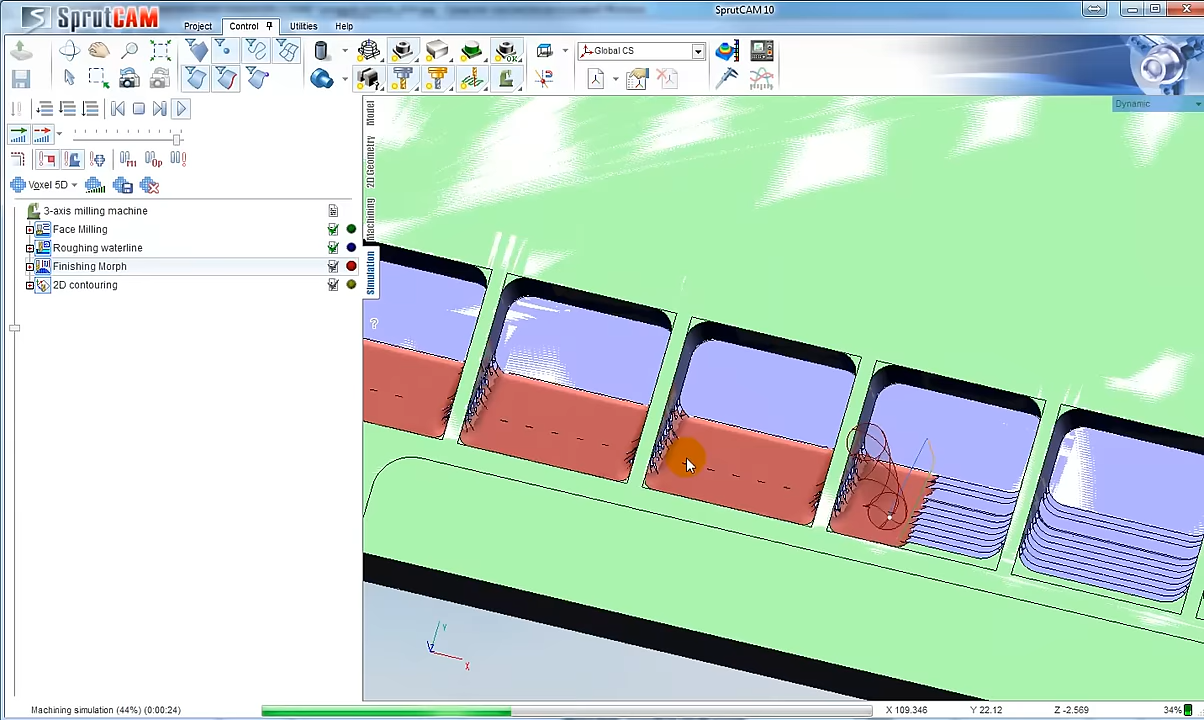 SprutCAM
SprutCAM 10
Project Control Utilities Help
Global CS
Dynamic
M1 Op
Voxel 5D
3-axis milling machine
Face Milling
Roughing waterline
Finishing Morph
2D contouring
Model
2D Geometry
Machining
Simulation
?
Y
Z
X
Machining simulation (44%) (0:00:24)
X 109.346 Y 22.12 Z -2.569 34%